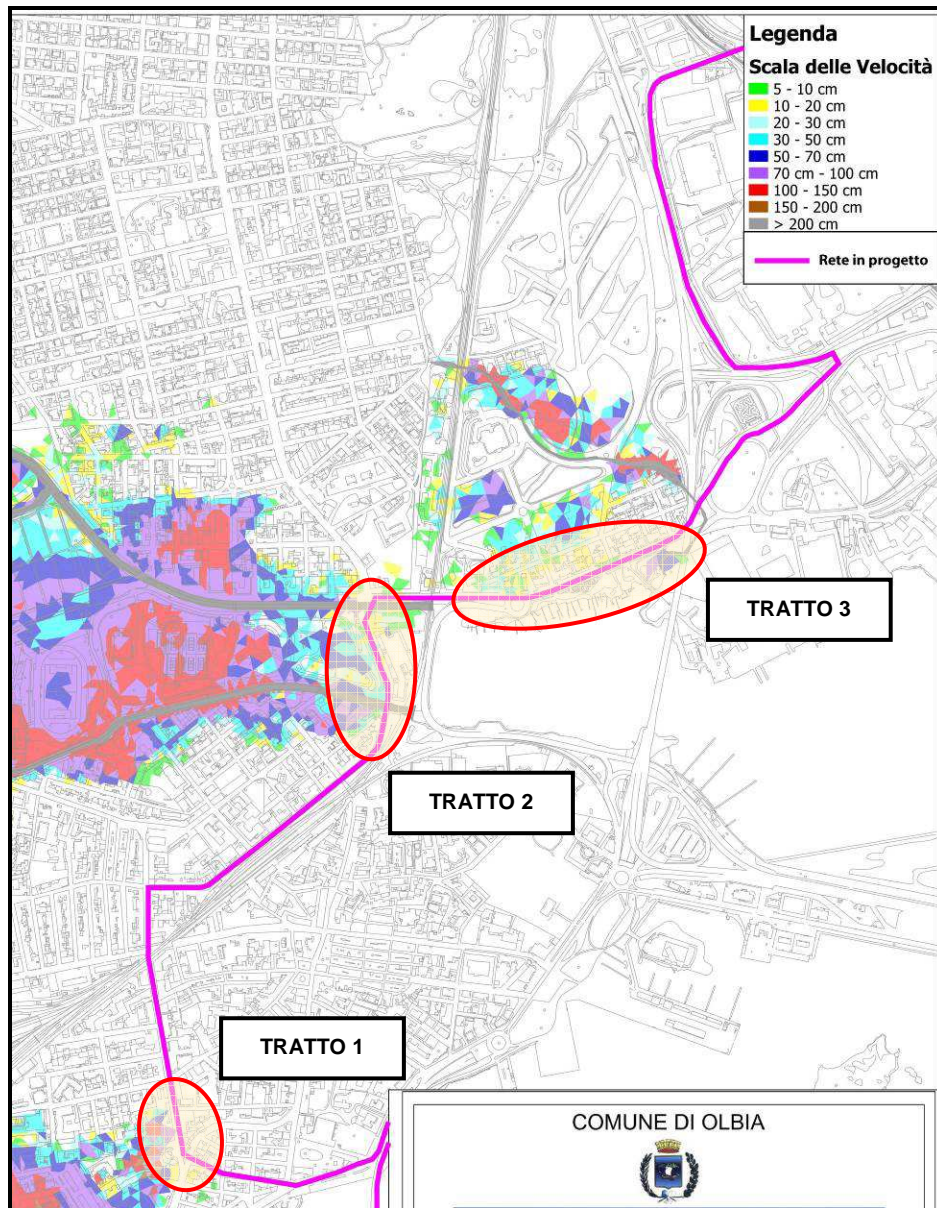 Legenda
Scala delle Velocità
5 - 10 cm
10 - 20 cm
20 - 30 cm
30 - 50 cm
50 - 70 cm
70 cm - 100 cm
100 - 150 cm
150 - 200 cm
> 200 cm
Rete in progetto
TRATTO 3
TRATTO 2
TRATTO 1
COMUNE DI OLBIA